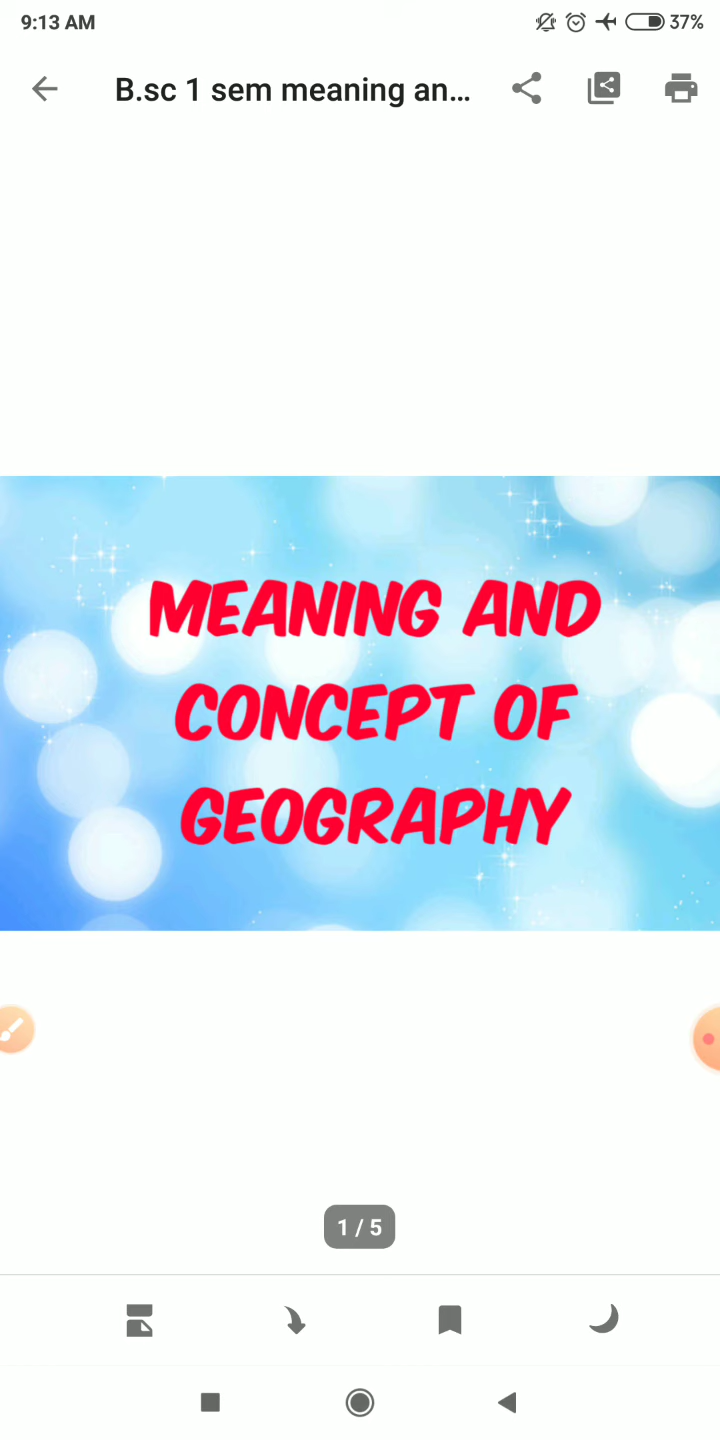 9:13 AM
37%
B.sc 1 sem meaning an...
MEANING AND
CONCEPT OF
GEOGRAPHY
1 / 5